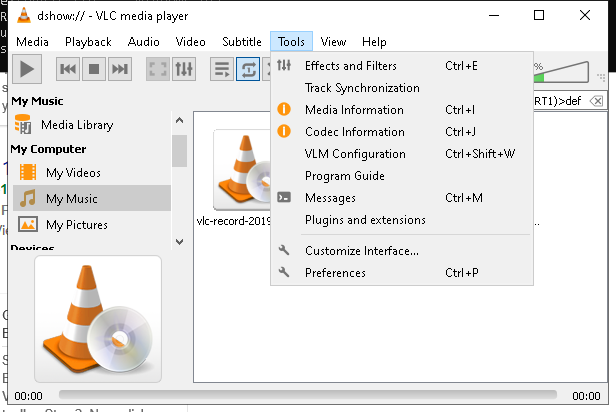 dshow:// - VLC media player
Media Playback Audio Video Subtitle Tools View Help
%
My Music
Media Library
My Computer
My Videos
My Music
My Pictures
Devices
RT1)>def
vlc-record-2019
...
Effects and Filters Ctrl+E
Track Synchronization
Media Information Ctrl+I
Codec Information Ctrl+J
VLM Configuration Ctrl+Shift+W
Program Guide
Messages Ctrl+M
Plugins and extensions
Customize Interface...
Preferences Ctrl+P
00:00 00:00